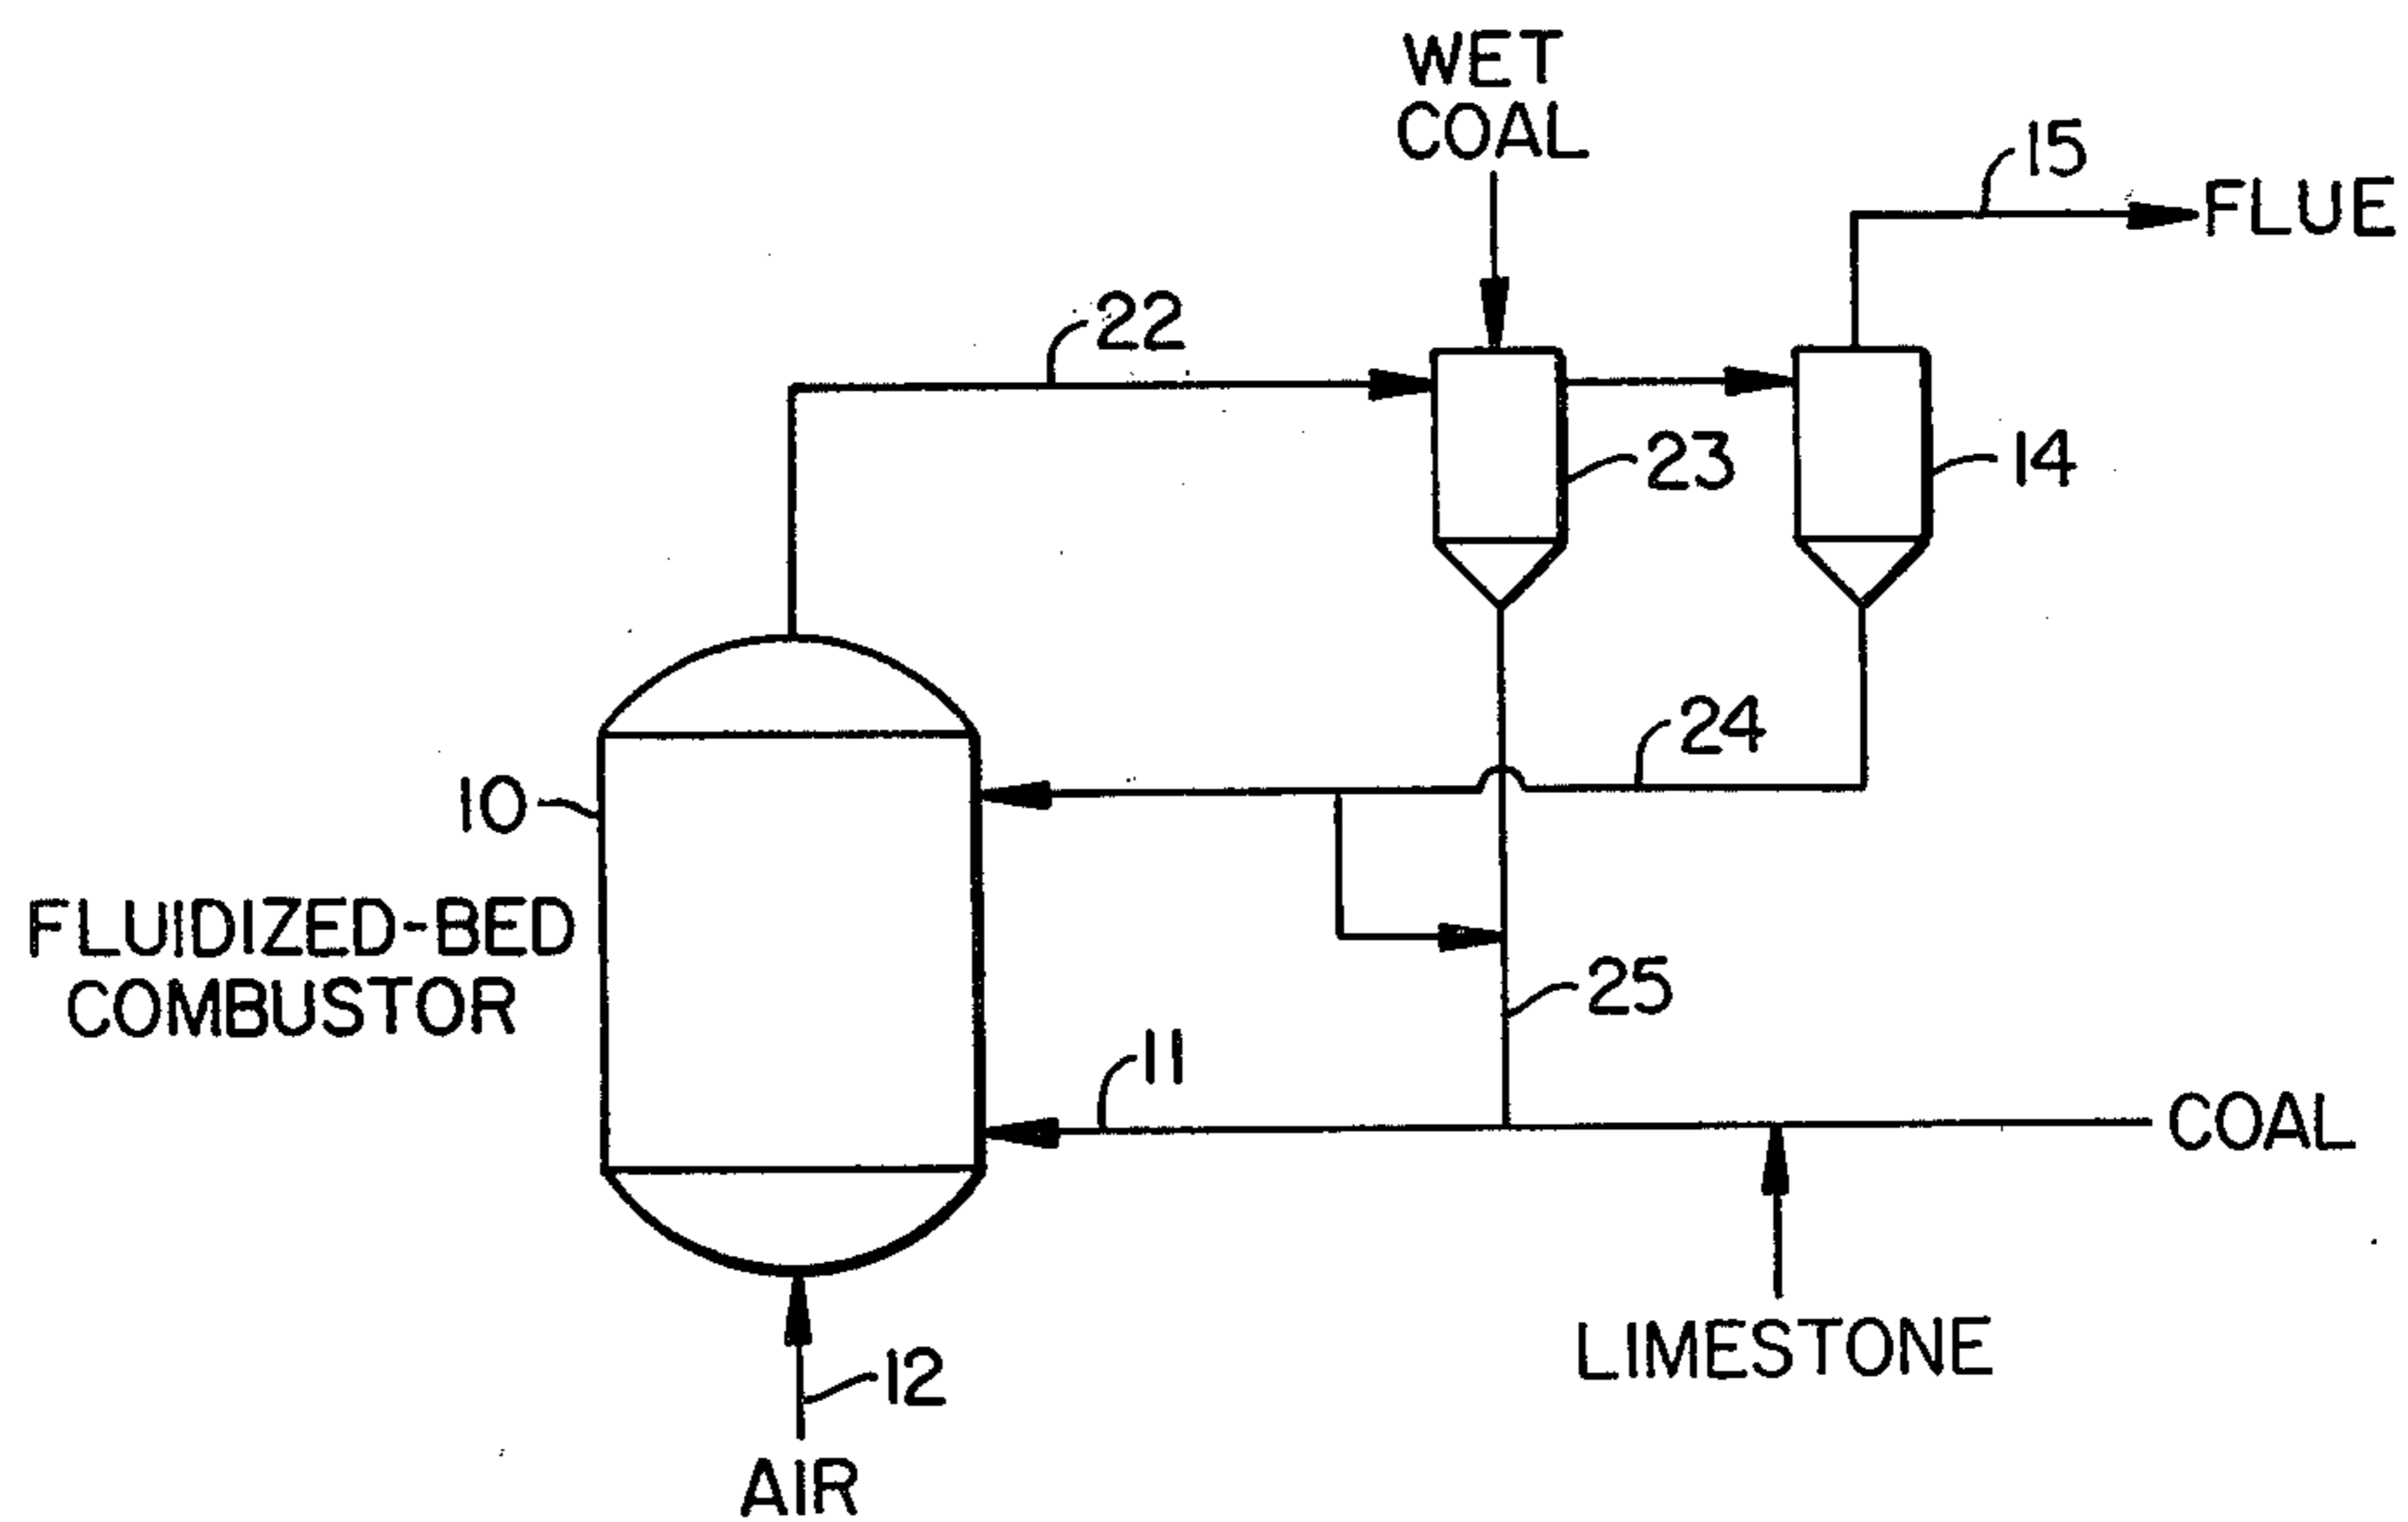 WET
COAL
15
FLUE
22
23
14
24
10
FLUIDIZED-BED
COMBUSTOR
25
11
COAL
LIMESTONE
12
AIR